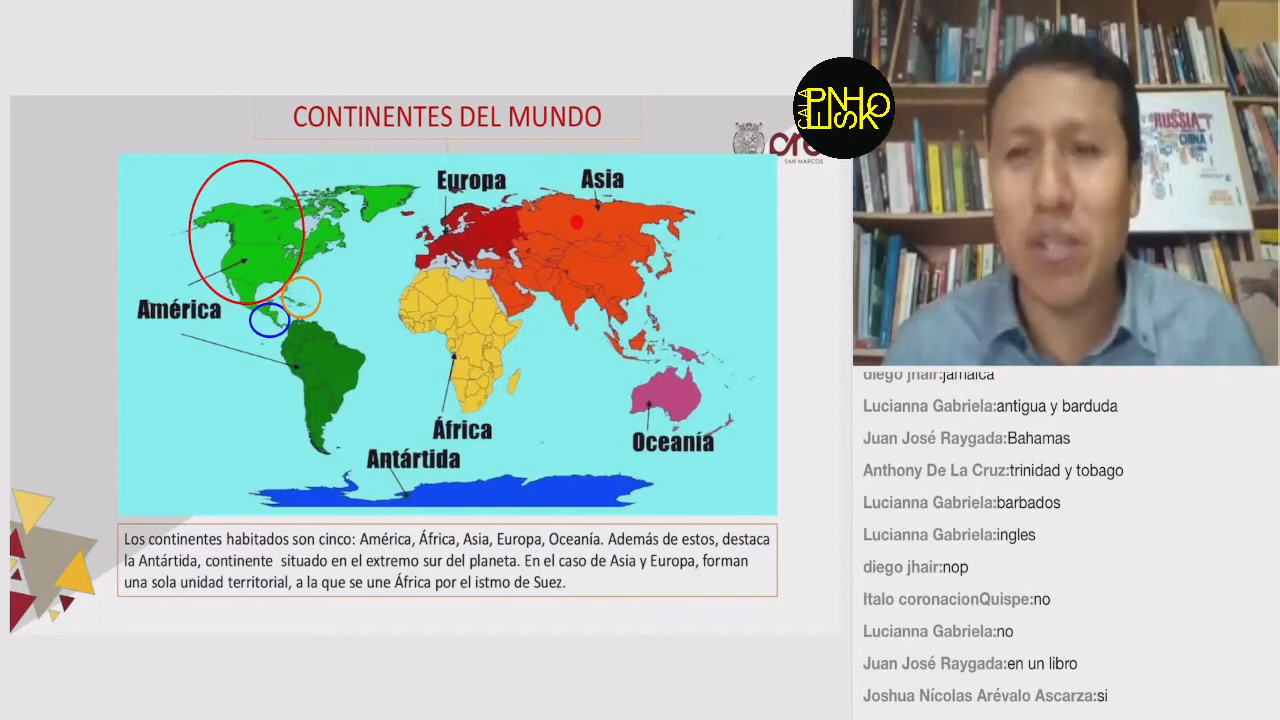 CONTINENTES DEL MUNDO
SAN MARCOS
CALA
PNHO
ESK
RUSSIA
CHINA
Europa
Asia
América
África
Oceanía
Antártida
Los continentes habitados son cinco: América, África, Asia, Europa, Oceanía. Además de estos, destaca
la Antártida, continente situado en el extremo sur del planeta. En el caso de Asia y Europa, forman
una sola unidad territorial, a la que se une África por el istmo de Suez.
diego jhair:jamaica
Lucianna Gabriela:antigua y barduda
Juan José Raygada:Bahamas
Anthony De La Cruz:trinidad y tobago
Lucianna Gabriela:barbados
Lucianna Gabriela:ingles
diego jhair:nop
Italo coronacionQuispe:no
Lucianna Gabriela:no
Juan José Raygada:en un libro
Joshua Nícolas Arévalo Ascarza:si